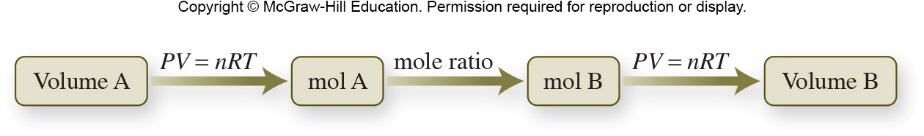 Copyright © McGraw-Hill Education. Permission required for reproduction or display.
PV = nRT mole ratio PV = nRT
Volume A mol A mol B Volume B